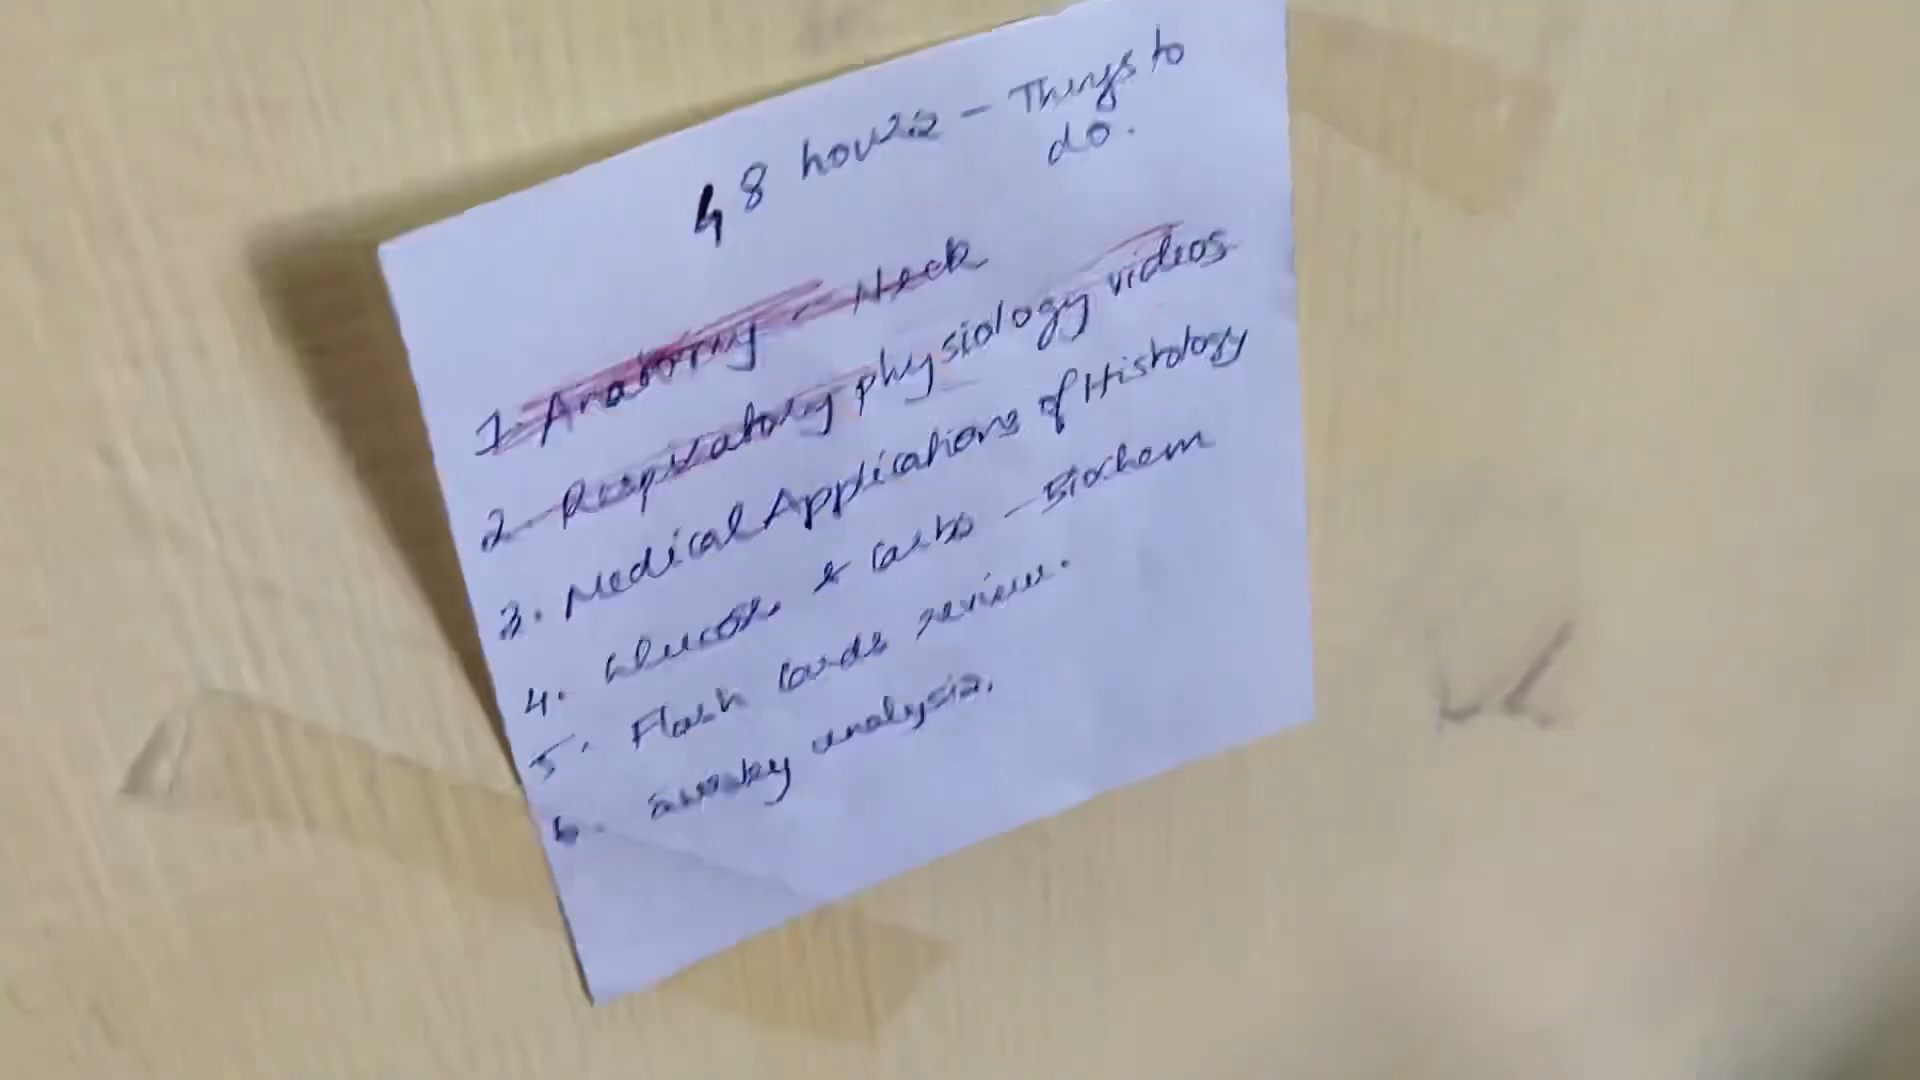 48 hours - Things to
do.
1. Anatomy - Neck
2. Respiratory physiology videos
3. Medical Applications of Histology
4. Glucose & Carbs - Biochem
5. Flash Cards review.
6. analysis.